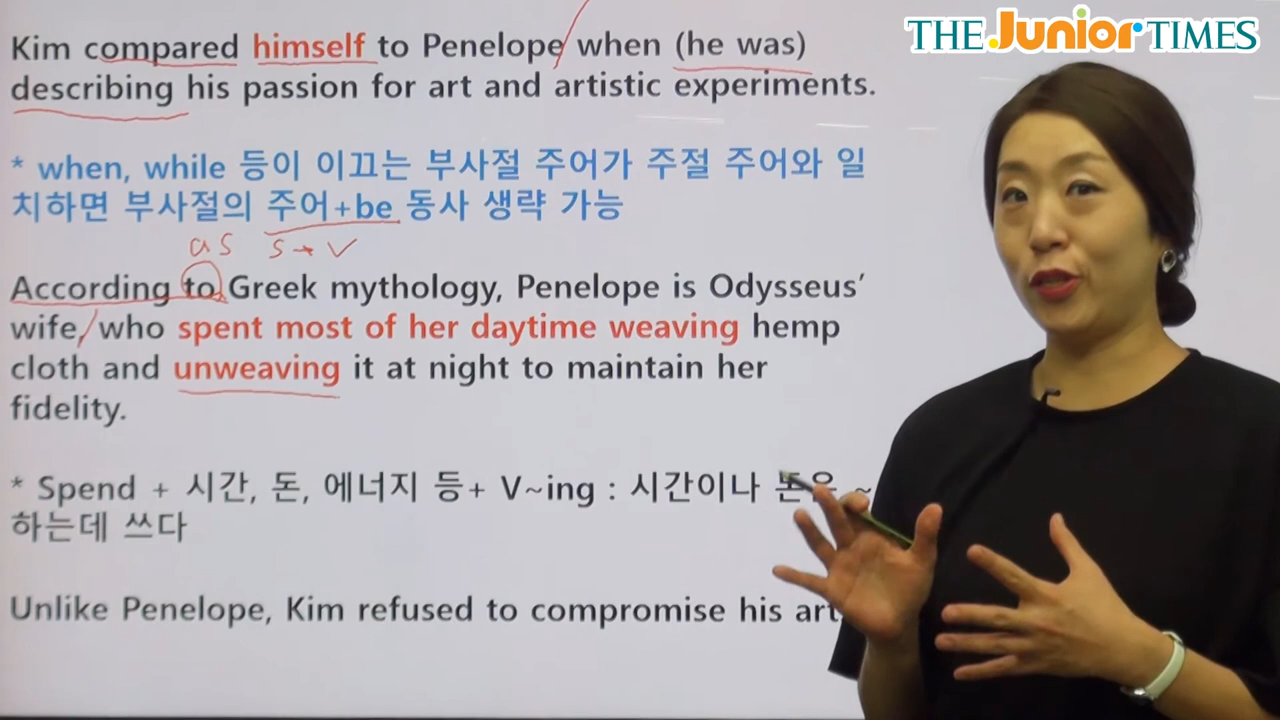 THE Junior TIMES
Kim compared himself to Penelope when (he was)
describing his passion for art and artistic experiments.
* when, while 등이 이끄는 부사절 주어가 주절 주어와 일
치하면 부사절의 주어+be 동사 생략 가능
as S+V
According to Greek mythology, Penelope is Odysseus’
wife, who spent most of her daytime weaving hemp
cloth and unweaving it at night to maintain her
fidelity.
* Spend + 시간, 돈, 에너지 등+ V~ing : 시간이나 돈은 ~
하는데 쓰다
Unlike Penelope, Kim refused to compromise his art